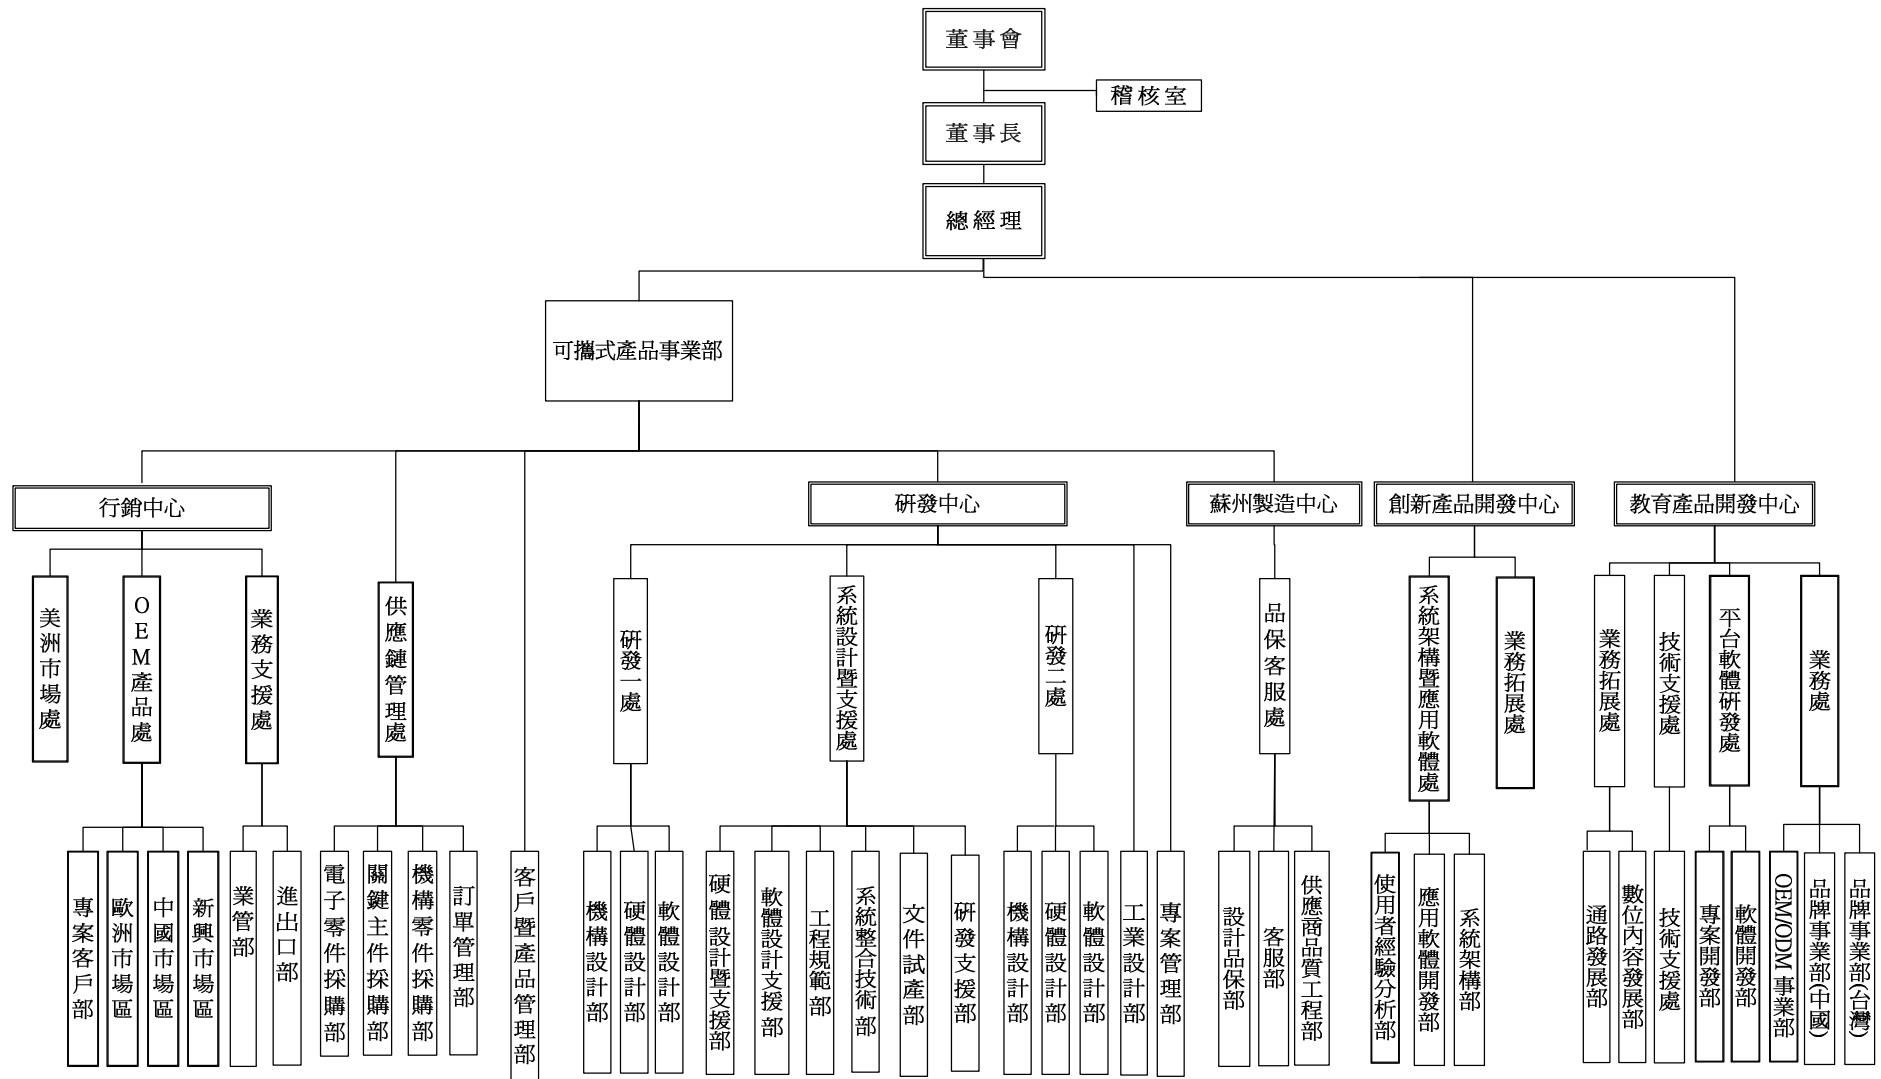 董事會
稽核室
董事長
總經理
可攜式產品事業部
行銷中心
研發中心
蘇州製造中心
創新產品開發中心
教育產品開發中心
美洲市場處
OEM產品處
業務支援處
供應鏈管理處
研發一處
系統設計暨支援處
研發二處
品保客服處
系統架構暨應用軟體處
業務拓展處
業務拓展處
技術支援處
平台軟體研發處
業務處
專案客戶部
歐洲市場區
中國市場區
新興市場區
業管部
進出口部
電子零件採購部
關鍵主件採購部
機構零件採購部
訂單管理部
客戶暨產品管理部
機構設計部
硬體設計部
軟體設計部
硬體設計暨支援部
軟體設計支援部
工程規範部
系統整合技術部
文件試產部
研發支援部
機構設計部
硬體設計部
軟體設計部
工業設計部
專案管理部
設計品保部
客服部
供應商品質工程部
使用者經驗分析部
應用軟體開發部
系統架構部
通路發展部
數位內容發展部
技術支援處
專案開發部
軟體開發部
OEM/ODM 事業部
品牌事業部(中國)
品牌事業部(台灣)